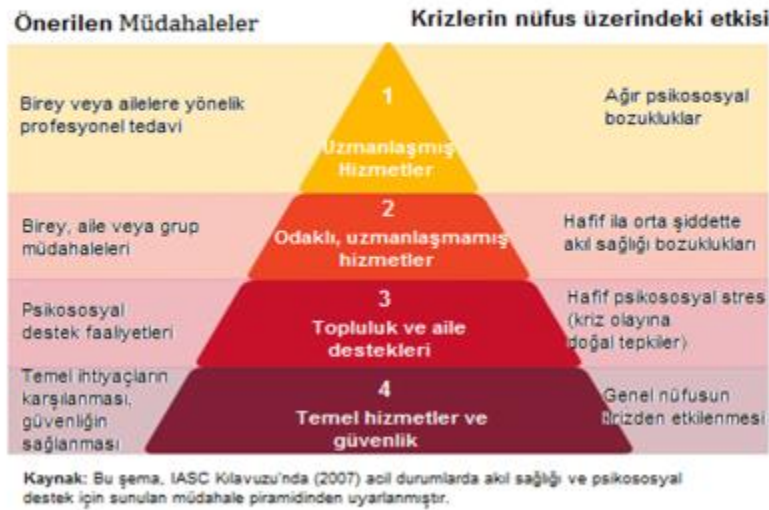 Önerilen Müdahaleler
Krizlerin nüfus üzerindeki etkisi
Birey veya ailelere yönelik
profesyonel tedavi
1
Uzmanlaşmış
Hizmetler
Ağır psikososyal
bozukluklar
Birey, aile veya grup
müdahaleleri
2
Odaklı, uzmanlaşmamış
hizmetler
Hafif ila orta şiddette
akıl sağlığı bozuklukları
Psikososyal
destek faaliyetleri
3
Topluluk ve aile
destekleri
Hafif psikososyal stres
(kriz olayına
doğal tepkiler)
Temel ihtiyaçların
karşılanması,
güvenliğin
sağlanması
4
Temel hizmetler ve
güvenlik
Genel nüfusun
krizden etkilenmesi
Kaynak: Bu şema, IASC Kılavuzu'nda (2007) acil durumlarda akıl sağlığı ve psikososyal
destek için sunulan müdahale piramidinden uyarlanmıştır.